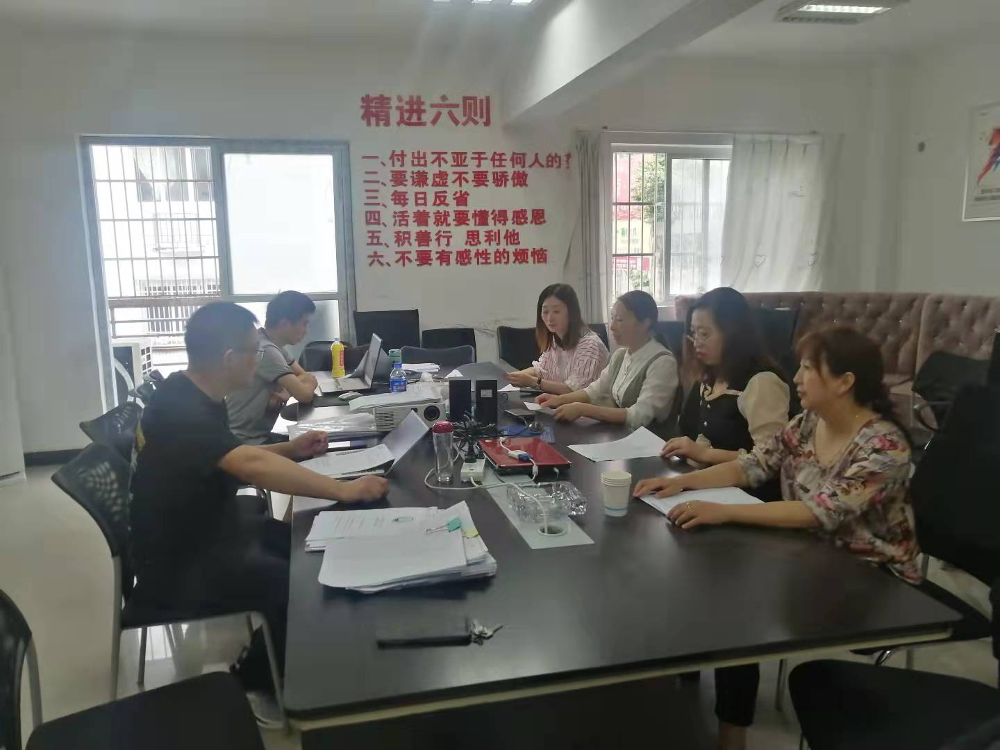 精进六则
一、付出不亚于任何人的
二、要谦虚不要骄傲
三、每日反省
四、活着就要懂得感恩
五、积善行 思利他
六、不要有感性的烦恼